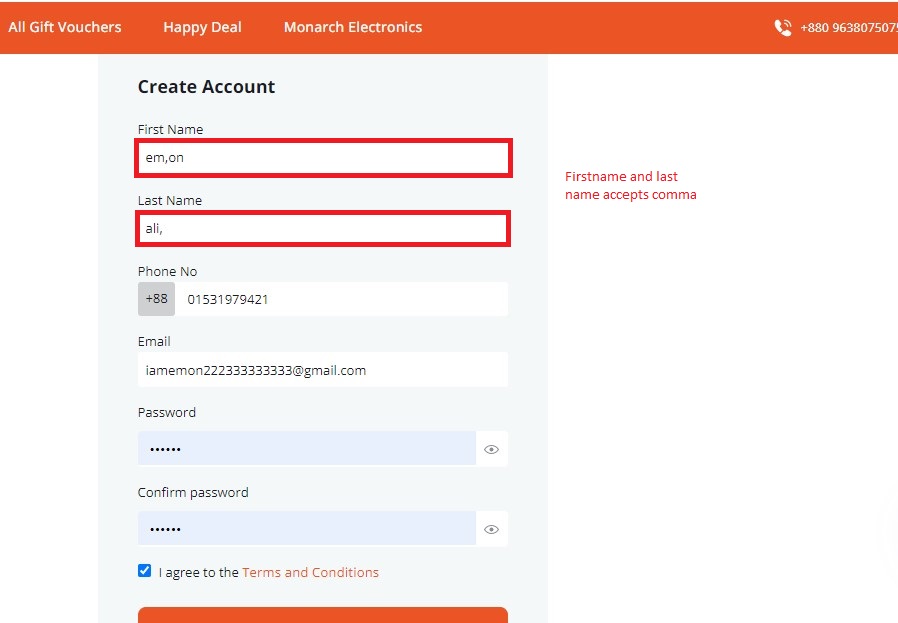 All Gift Vouchers Happy Deal Monarch Electronics +880 963807507
Create Account
First Name
em,on
Firstname and last
name accepts comma
Last Name
ali,
Phone No
+88 01531979421
Email
iamemon222333333333@gmail.com
Password
••••••
Confirm password
••••••
I agree to the Terms and Conditions